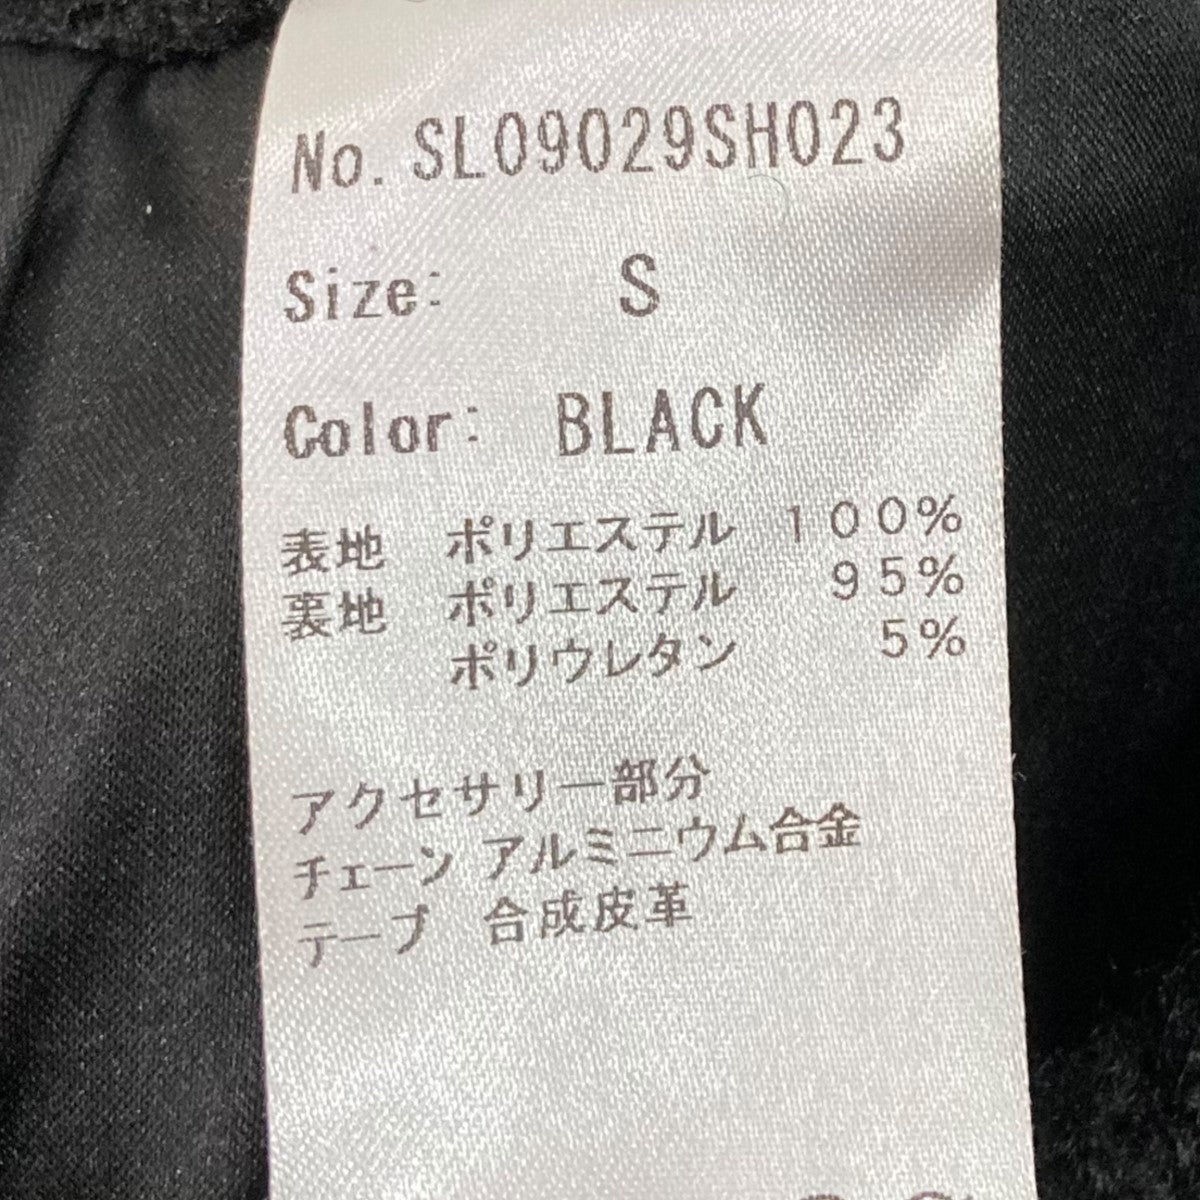 No. SL09029SH023
Size: S
Color: BLACK
表地 ポリエステル 100%
裏地 ポリエステル 95%
ポリウレタン 5%
アクセサリー部分
チェーン アルミニウム合金
テープ 合成皮革